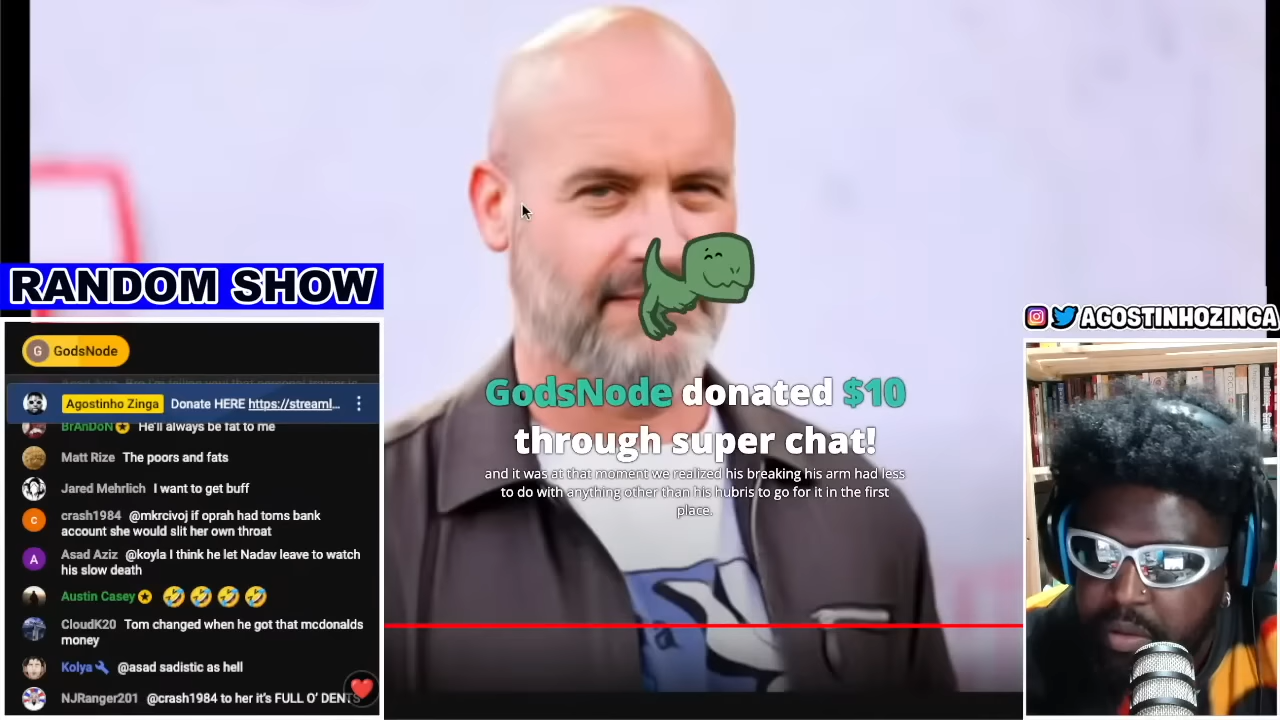 RANDOM SHOW
G GodsNode
Agostinho Zinga Donate HERE https://streaml...
BrAnDoN He'll always be fat to me
Matt Rize The poors and fats
Jared Mehrlich I want to get buff
C crash1984 @mkrcivoj if oprah had toms bank
account she would slit her own throat
A Asad Aziz @koyla I think he let Nadav leave to watch
his slow death
Austin Casey 🤣 🤣 🤣 🤣
CloudK20 Tom changed when he got that mcdonalds
money
Kolya @asad sadistic as hell
NJRanger201 @crash1984 to her it's FULL O' DENTS
GodsNode donated $10
through super chat!
and it was at that moment we realized his breaking his arm had less
to do with anything other than his hubris to go for it in the first
place.
AGOSTINHOZINGA